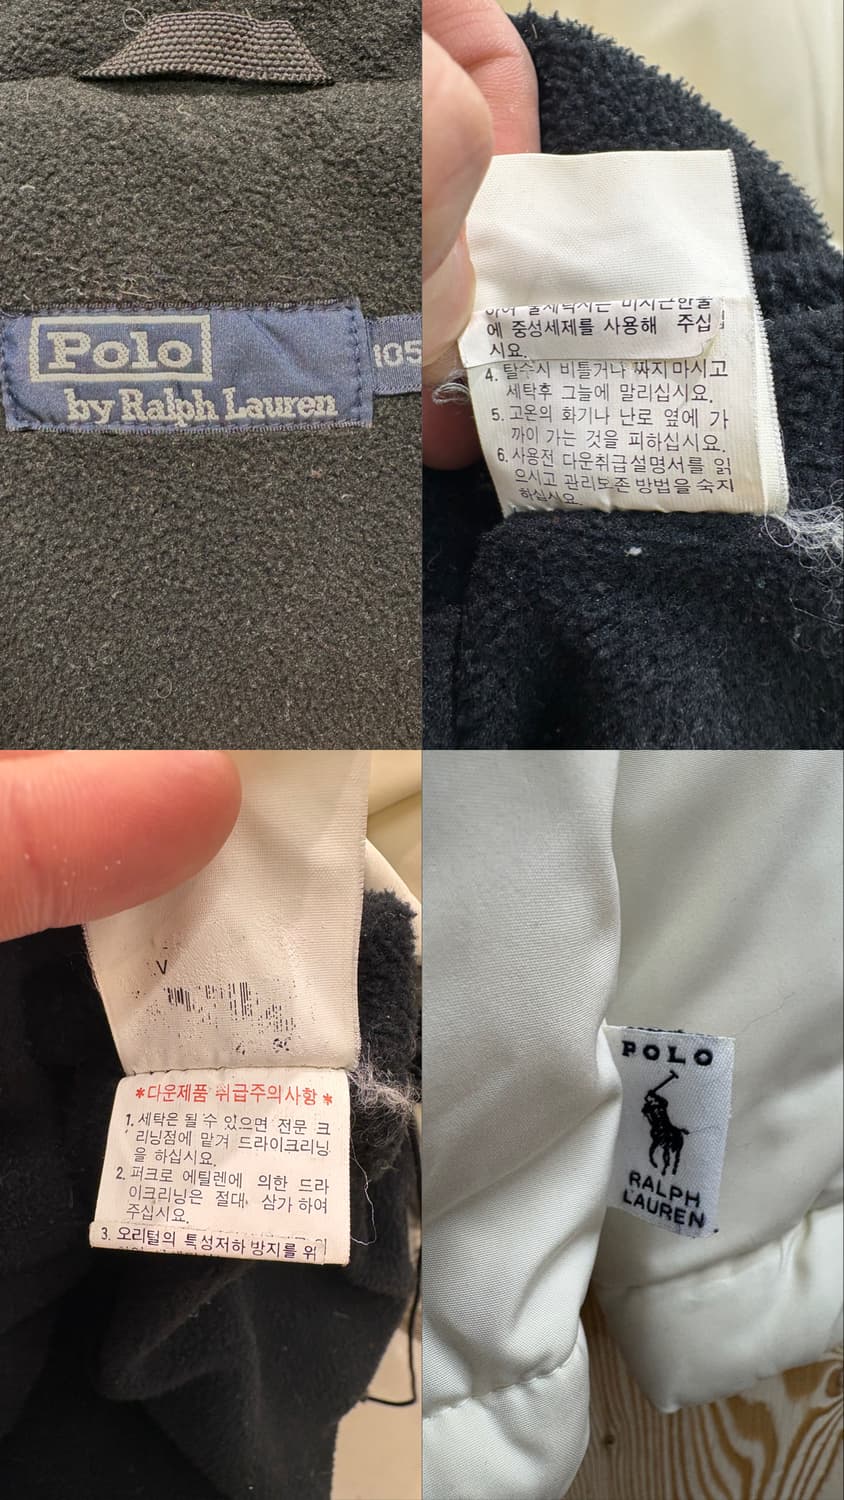 Polo
by Ralph Lauren
105
에 중성세제를 사용해 주십
시요.
4. 탈수시 비틀거나 짜지마시고
세탁후 그늘에 말리십시요.
5. 고온의 화기나 난로 옆에 가
까이 가는 것을 피하십시요.
6. 사용전 다운취급설명서를 읽
으시고 관리보존방법을 숙지
하십시요.
V
*다운제품 취급주의사항*
1. 세탁은 될 수 있으면 전문 크
리닝점에 맡겨 드라이크리닝
을 하십시요.
2. 퍼크로 에틸렌에 의한 드라
이크리닝은 절대 삼가하여
주십시요.
3. 오리털의 특성저하 방지를 위
POLO
RALPH
LAUREN